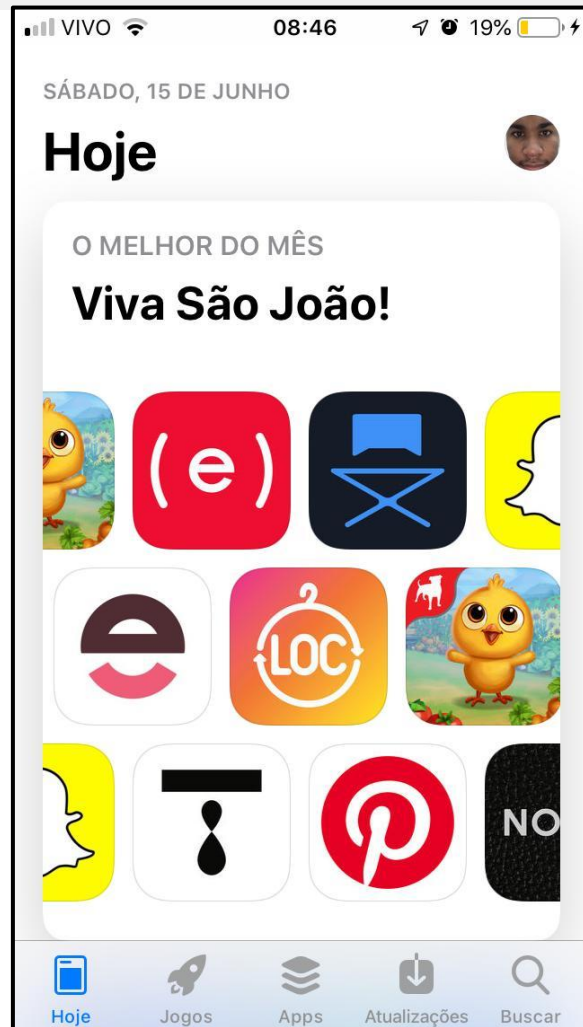 VIVO 08:46 19%
SÁBADO, 15 DE JUNHO
Hoje
O MELHOR DO MÊS
Viva São João!
(e)
e LOC
NO
Hoje Jogos Apps Atualizações Buscar